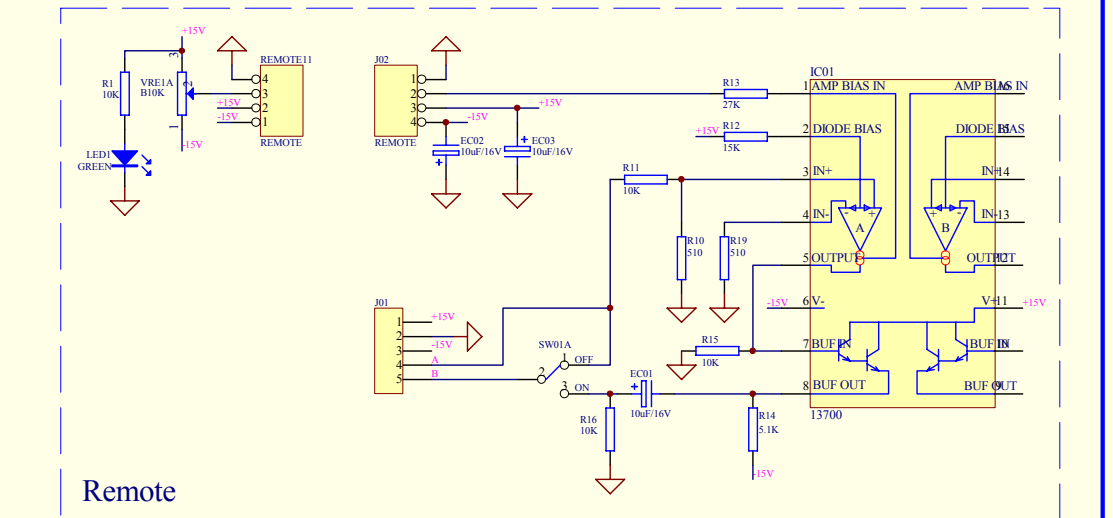 +15V
3
R1
10K
VRE1A
B10K
2
1
-15V
LED1
GREEN
REMOTE11
4
3
2
1
+15V
-15V
REMOTE
J02
1
2
3
4
REMOTE
+15V
-15V
EC02
10uF/16V
EC03
10uF/16V
R13
27K
+15V
R12
15K
R11
10K
R10
510
R19
510
IC01
1
AMP BIAS IN
AMP BIAS IN
16
2
DIODE BIAS
DIODE BIAS
15
3
IN+
IN+
14
4
IN-
IN-
13
A
B
-
+
+
-
5
OUTPUT
OUTPUT
12
-15V
6
V-
V+
11
+15V
7
BUF IN
BUF IN
10
8
BUF OUT
BUF OUT
9
13700
J01
1
2
3
4
5
+15V
-15V
A
B
SW01A
1
OFF
2
3
ON
R15
10K
EC01
10uF/16V
R16
10K
R14
5.1K
-15V
Remote